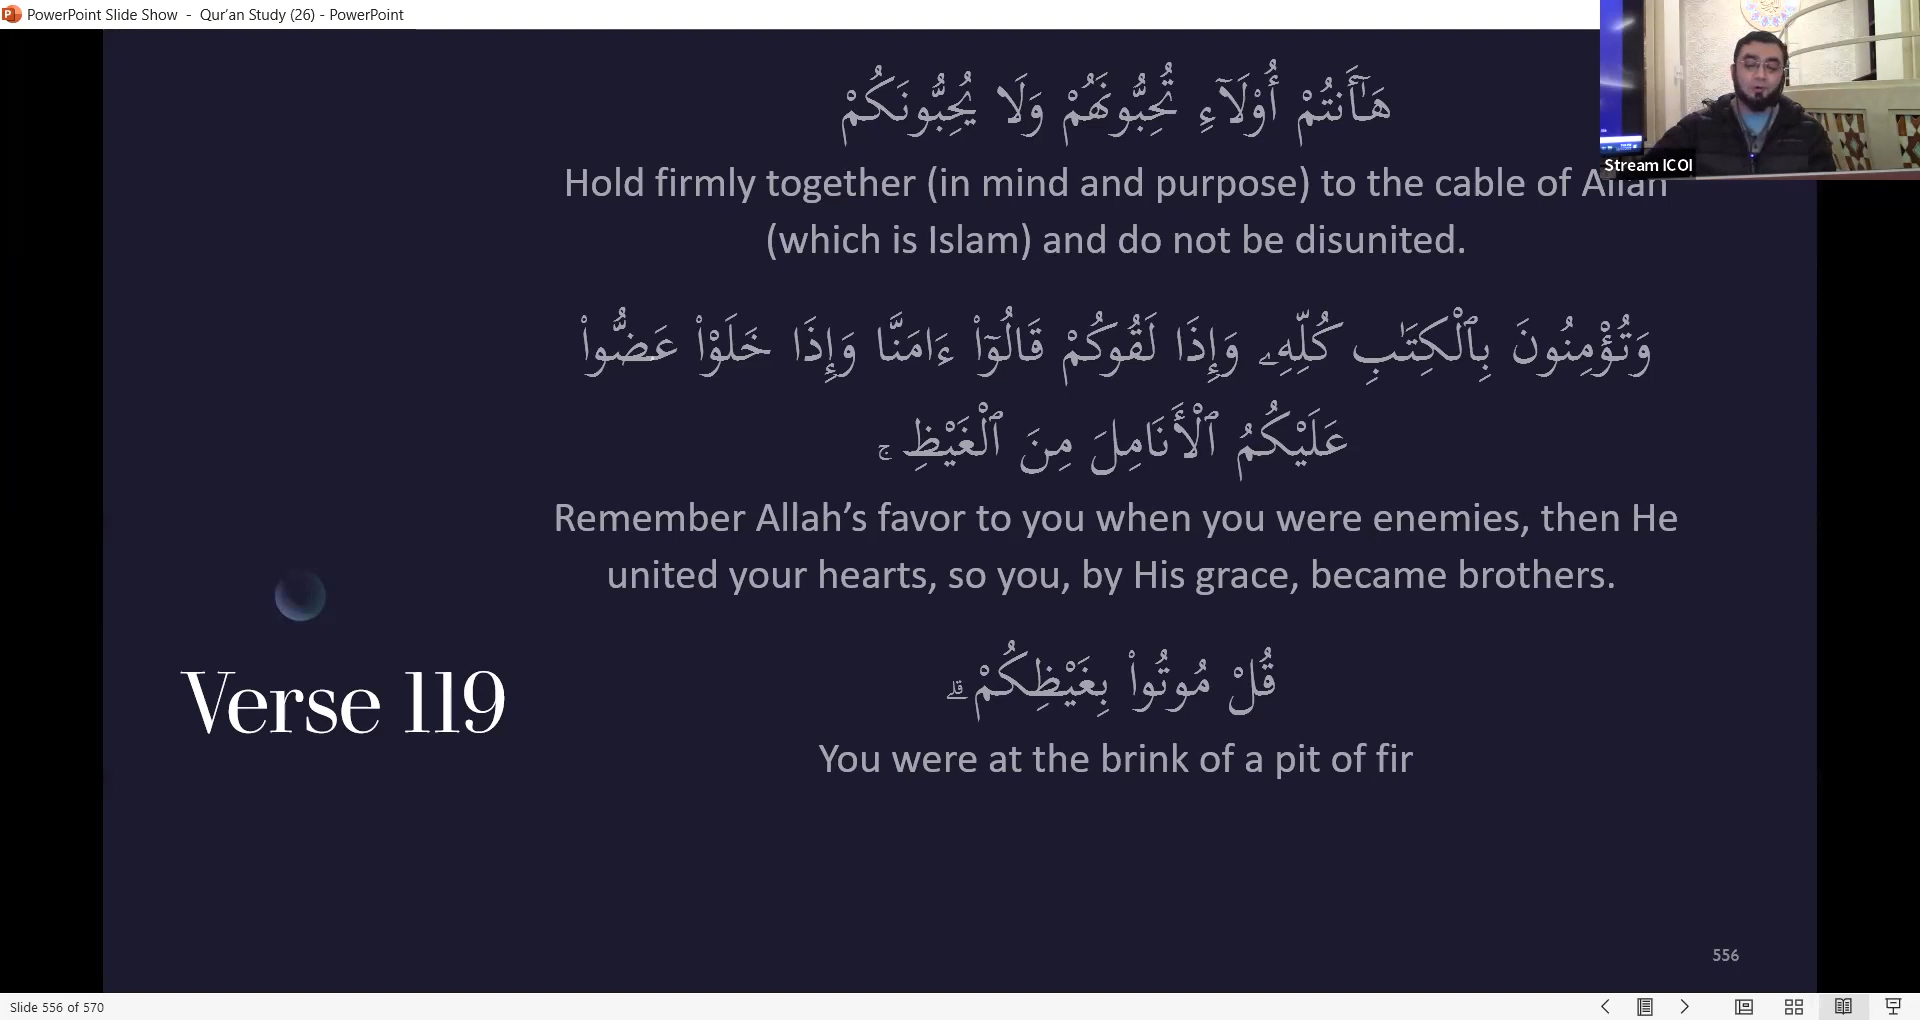 PowerPoint Slide Show - Qur'an Study (26) - PowerPoint
Stream ICOI
هَـٰٓأَنتُمْ أُو۟لَآءِ تُحِبُّونَهُمْ وَلَا يُحِبُّونَكُمْ
Hold firmly together (in mind and purpose) to the cable of Allah
(which is Islam) and do not be disunited.
وَتُؤْمِنُونَ بِٱلْكِتَـٰبِ كُلِّهِۦ وَإِذَا لَقُوكُمْ قَالُوٓا۟ ءَامَنَّا وَإِذَا خَلَوْا۟ عَضُّوا۟
عَلَيْكُمُ ٱلْأَنَامِلَ مِنَ ٱلْغَيْظِ ۚ
Remember Allah’s favor to you when you were enemies, then He
united your hearts, so you, by His grace, became brothers.
قُلْ مُوتُوا۟ بِغَيْظِكُمْ ۗ
Verse 119
You were at the brink of a pit of fir
556
Slide 556 of 570